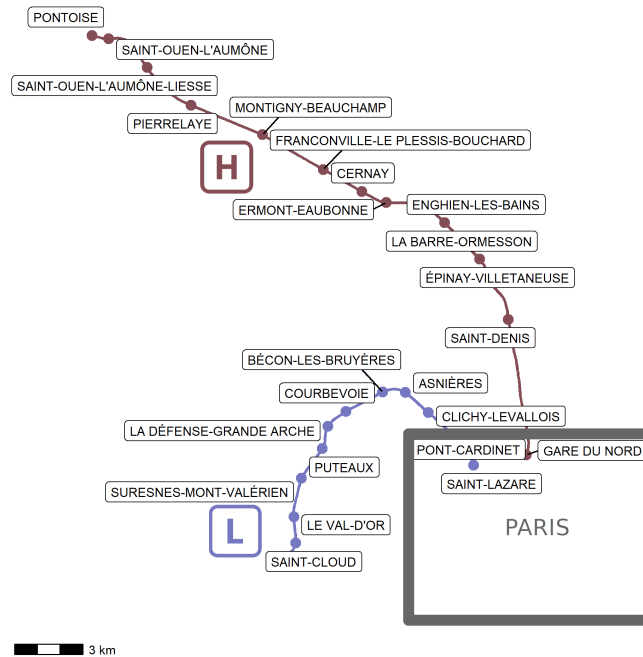 PONTOISE
SAINT-OUEN-L'AUMÔNE
SAINT-OUEN-L'AUMÔNE-LIESSE
MONTIGNY-BEAUCHAMP
PIERRELAYE
FRANCONVILLE-LE PLESSIS-BOUCHARD
H
CERNAY
ENGHIEN-LES-BAINS
ERMONT-EAUBONNE
LA BARRE-ORMESSON
ÉPINAY-VILLETANEUSE
SAINT-DENIS
BÉCON-LES-BRUYÈRES
ASNIÈRES
COURBEVOIE
CLICHY-LEVALLOIS
LA DÉFENSE-GRANDE ARCHE
PONT-CARDINET
GARE DU NORD
PUTEAUX
SAINT-LAZARE
SURESNES-MONT-VALÉRIEN
LE VAL-D'OR
L
PARIS
SAINT-CLOUD
3 km